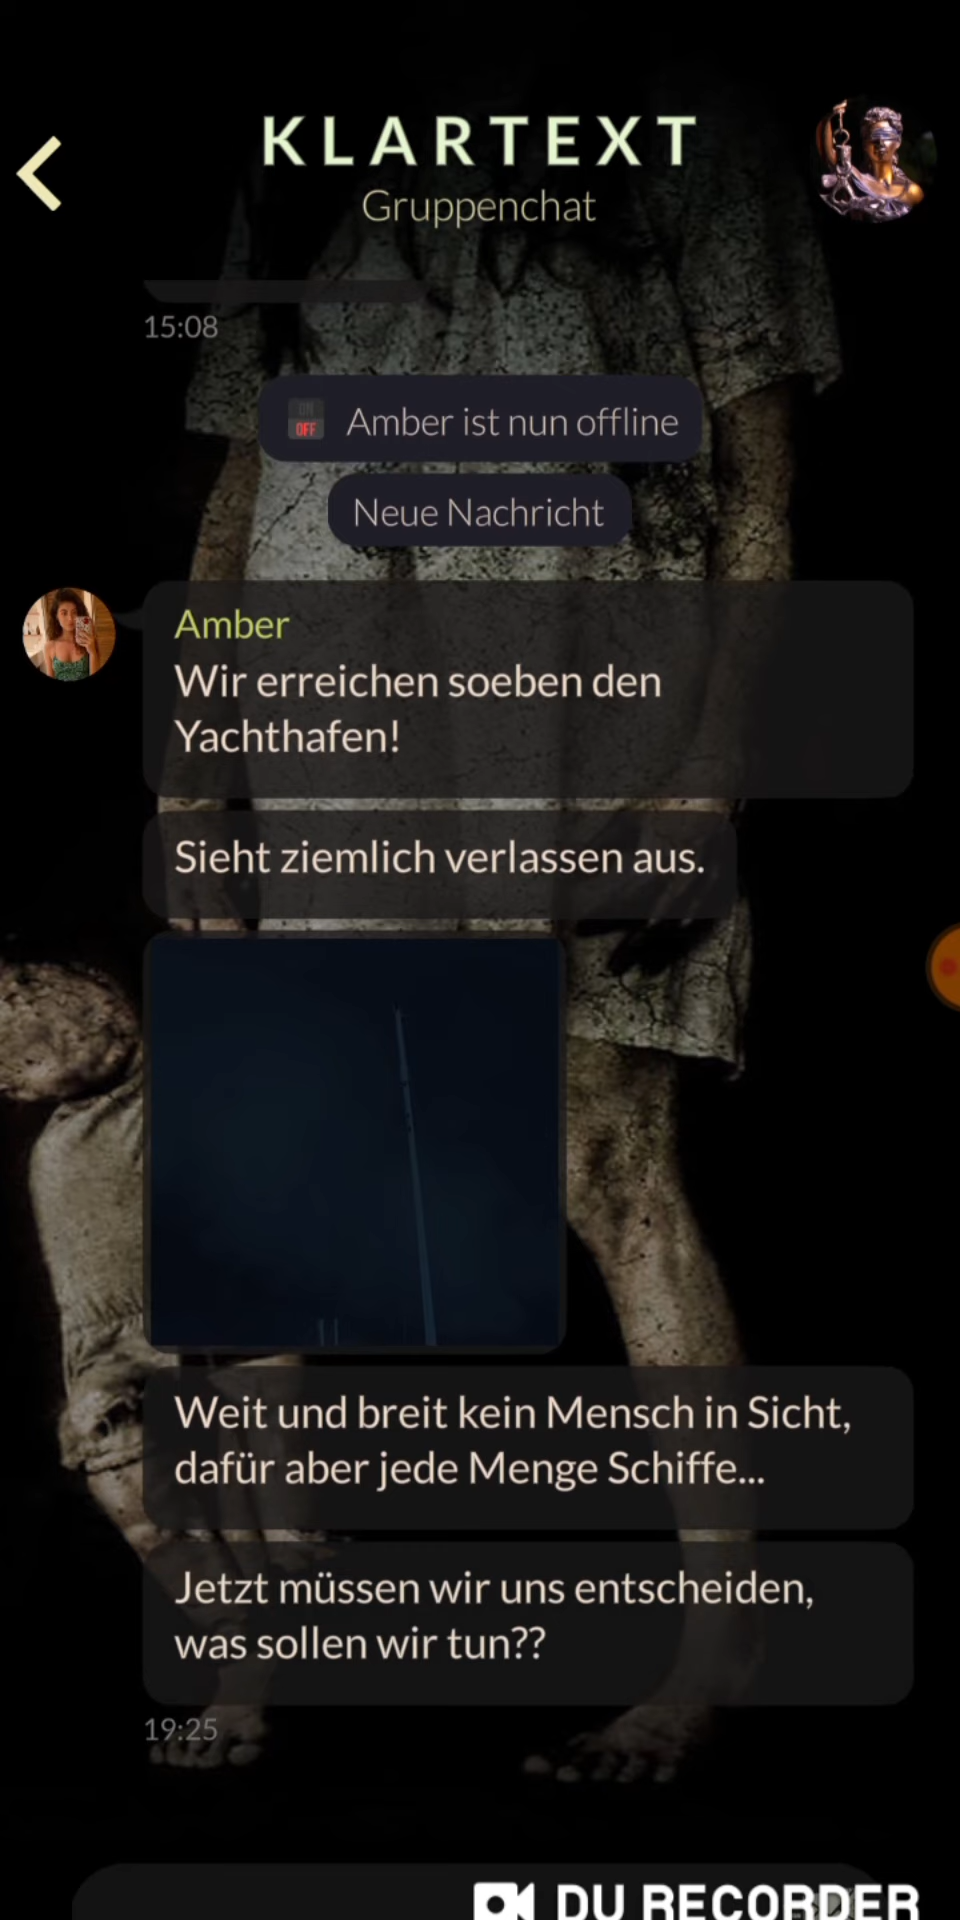 KLARTEXT
Gruppenchat
15:08
OFF Amber ist nun offline
Neue Nachricht
Amber
Wir erreichen soeben den
Yachthafen!
Sieht ziemlich verlassen aus.
Weit und breit kein Mensch in Sicht,
dafür aber jede Menge Schiffe...
Jetzt müssen wir uns entscheiden,
was sollen wir tun??
19:25
DU RECORDER